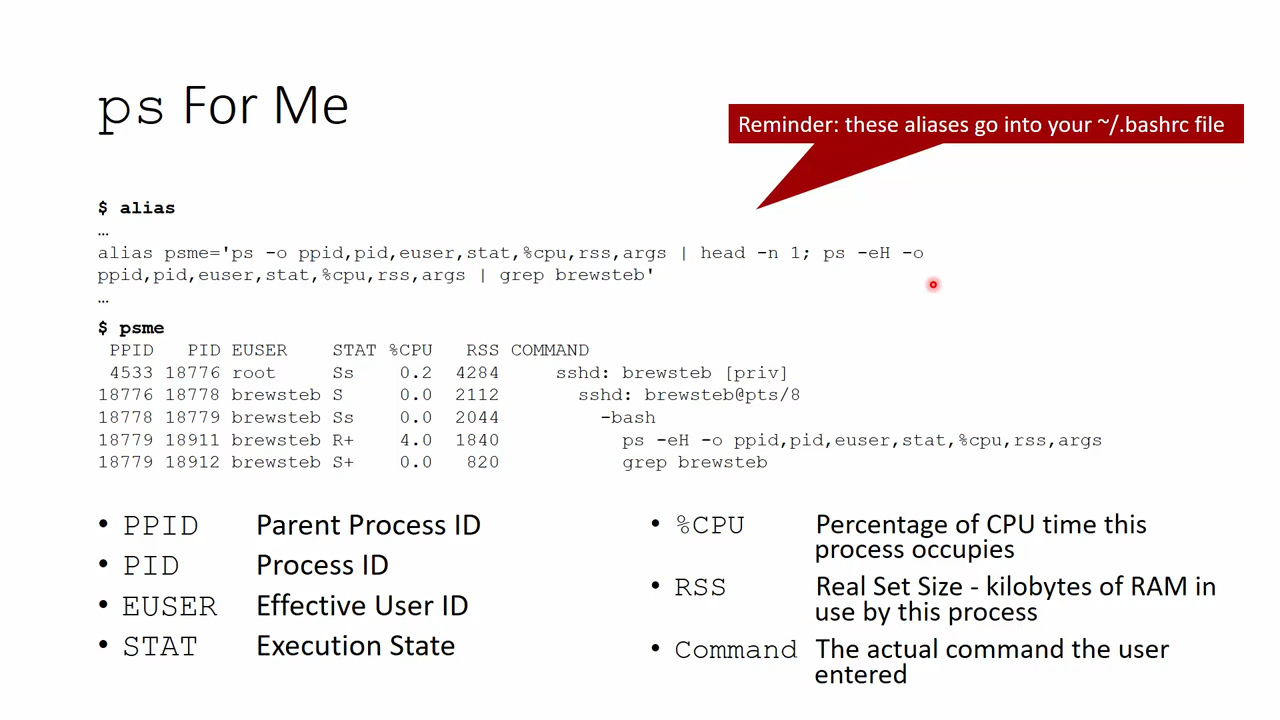 ps For Me
Reminder: these aliases go into your ~/.bashrc file
$ alias
…
alias psme='ps -o ppid,pid,euser,stat,%cpu,rss,args | head -n 1; ps -eH -o
ppid,pid,euser,stat,%cpu,rss,args | grep brewsteb'
…
$ psme
PPID PID EUSER STAT %CPU RSS COMMAND
4533 18776 root Ss 0.2 4284 sshd: brewsteb [priv]
18776 18778 brewsteb S 0.0 2112 sshd: brewsteb@pts/8
18778 18779 brewsteb Ss 0.0 2044 -bash
18779 18911 brewsteb R+ 4.0 1840 ps -eH -o ppid,pid,euser,stat,%cpu,rss,args
18779 18912 brewsteb S+ 0.0 820 grep brewsteb
• PPID Parent Process ID
• PID Process ID
• EUSER Effective User ID
• STAT Execution State
• %CPU Percentage of CPU time this
process occupies
• RSS Real Set Size - kilobytes of RAM in
use by this process
• Command The actual command the user
entered